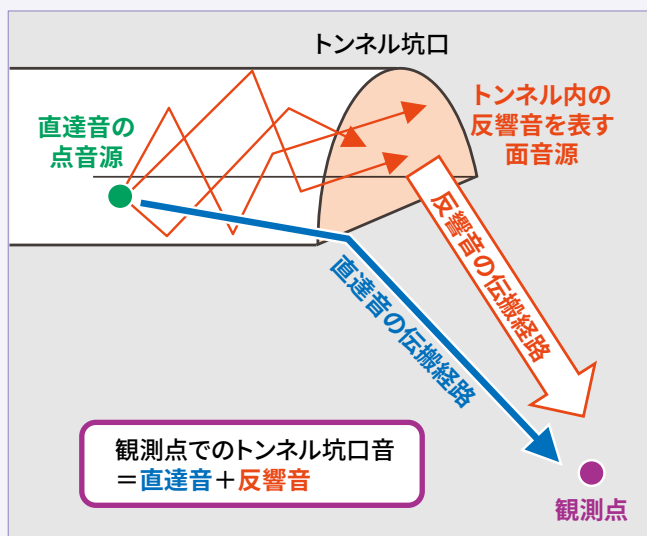 トンネル坑口
直達音の
点音源
トンネル内の
反響音を表す
面音源
反響音の伝搬経路
直達音の伝搬経路
観測点でのトンネル坑口音
＝直達音＋反響音
観測点